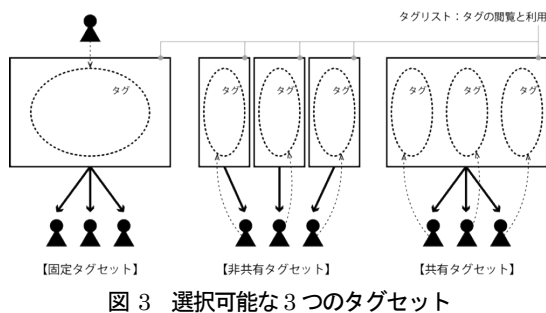 タグリスト：タグの閲覧と利用
タグ
タグ
タグ
タグ
タグ
タグ
タグ
【固定タグセット】
【非共有タグセット】
【共有タグセット】
図 3 選択可能な3つのタグセット